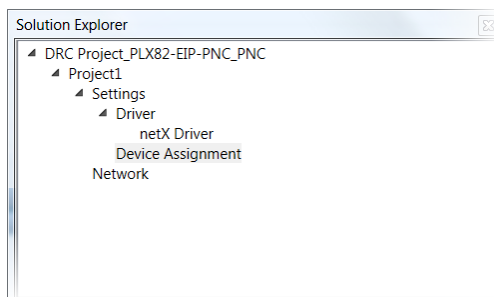 Solution Explorer
DRC Project_PLX82-EIP-PNC_PNC
Project1
Settings
Driver
netX Driver
Device Assignment
Network